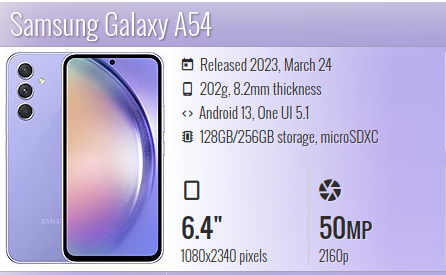 Samsung Galaxy A54
Released 2023, March 24
202g, 8.2mm thickness
Android 13, One UI 5.1
128GB/256GB storage, microSDXC
6.4"
1080x2340 pixels
50MP
2160p
SAMSUNG